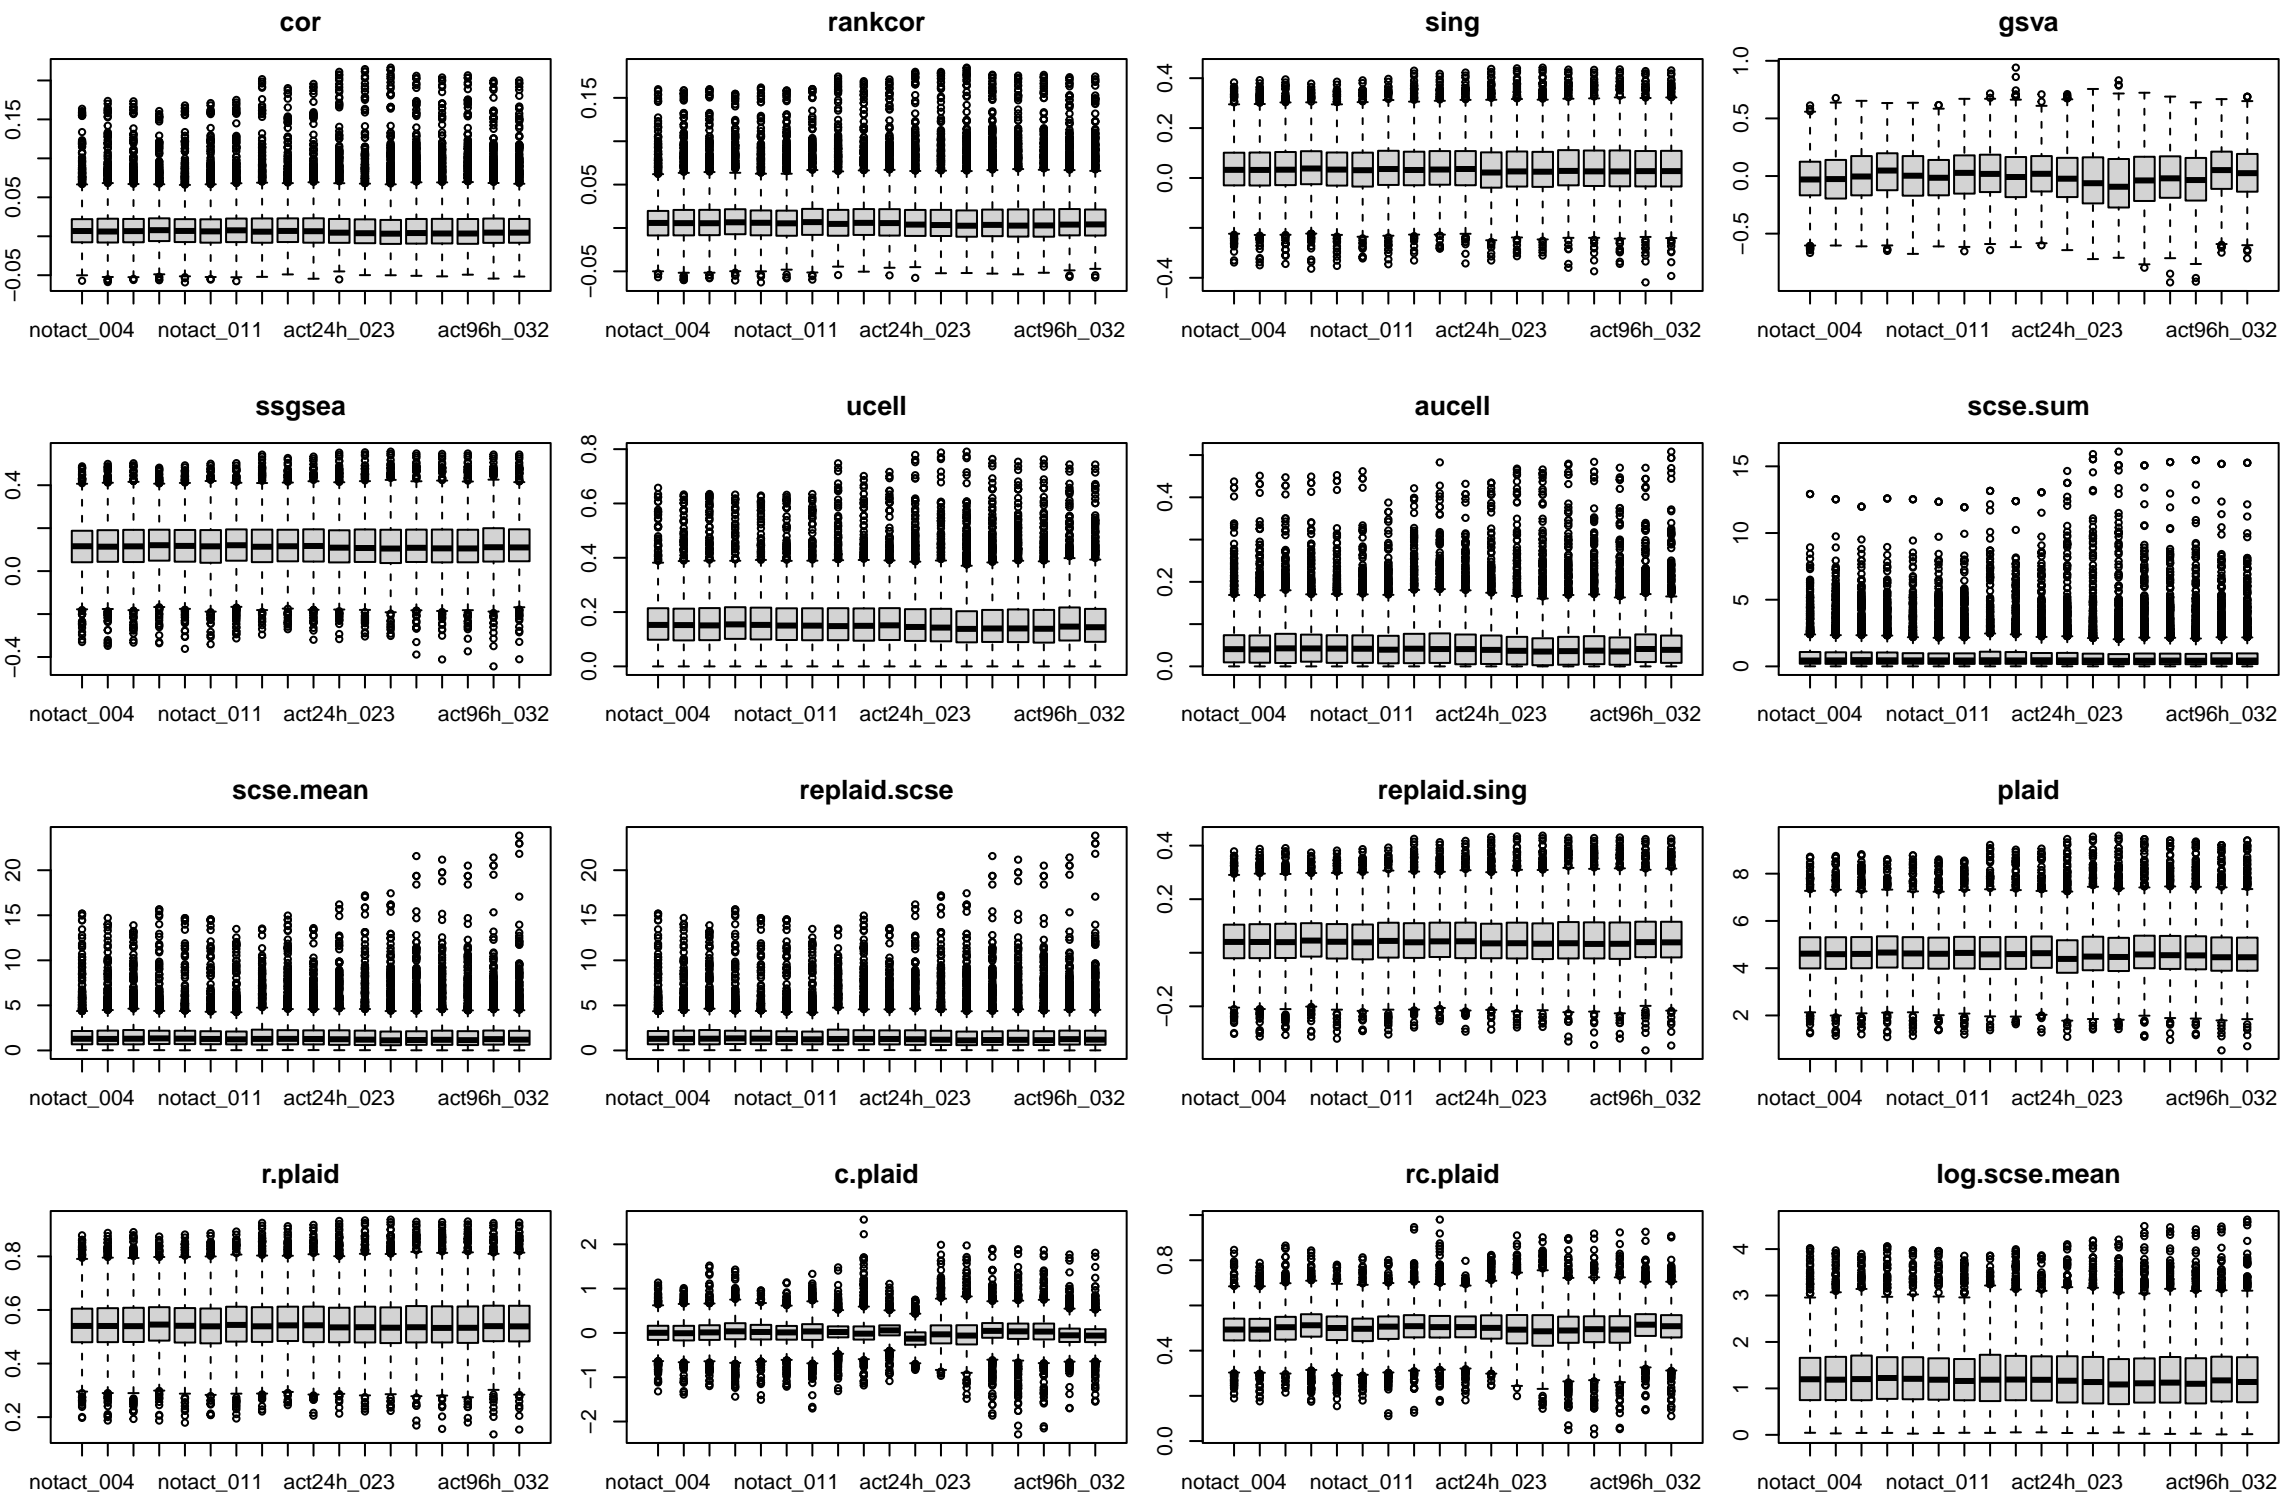 cor rankcor sing gsva
0.15 0.15 0.4 1.0
0.05 0.05 0.2 0.5
−0.05 −0.05 0.0 0.0
−0.4 −0.5
notact_004 notact_011 act24h_023 act96h_032 notact_004 notact_011 act24h_023 act96h_032 notact_004 notact_011 act24h_023 act96h_032 notact_004 notact_011 act24h_023 act96h_032
ssgsea ucell aucell scse.sum
0.4 0.8 0.4 15
0.0 0.6 0.2 10
−0.4 0.4 0.0 5
0.2 0
0.0
notact_004 notact_011 act24h_023 act96h_032 notact_004 notact_011 act24h_023 act96h_032 notact_004 notact_011 act24h_023 act96h_032 notact_004 notact_011 act24h_023 act96h_032
scse.mean replaid.scse replaid.sing plaid
20 20 0.4 8
15 15 0.2 6
10 10 −0.2 4
5 5 2
0 0
notact_004 notact_011 act24h_023 act96h_032 notact_004 notact_011 act24h_023 act96h_032 notact_004 notact_011 act24h_023 act96h_032 notact_004 notact_011 act24h_023 act96h_032
r.plaid c.plaid rc.plaid log.scse.mean
0.8 2 0.8 4
0.6 1 0.4 3
0.4 0 0.0 2
0.2 −1 1
−2 0
notact_004 notact_011 act24h_023 act96h_032 notact_004 notact_011 act24h_023 act96h_032 notact_004 notact_011 act24h_023 act96h_032 notact_004 notact_011 act24h_023 act96h_032